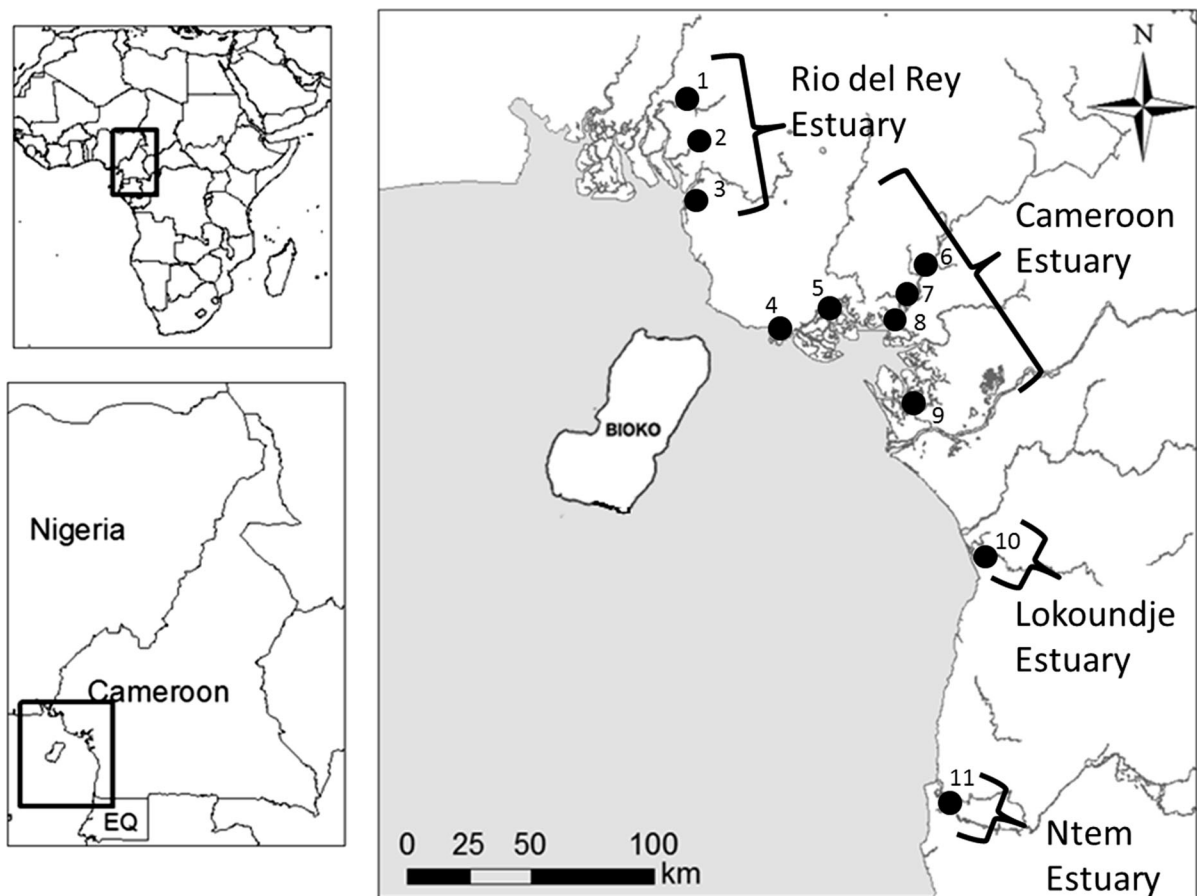 Nigeria
Cameroon
EQ
N
1
Rio del Rey
Estuary
2
3
Cameroon
Estuary
6
5
7
4
8
BIOKO
9
10
Lokoundje
Estuary
11
Ntem
Estuary
0 25 50 100
km